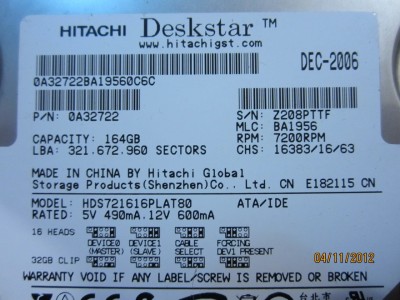 HITACHI Deskstar™
www.hitachigst.com
DEC-2006
0A32722BA19560C6C
P/N: 0A32722
S/N: Z208PTTF
MLC: BA1956
CAPACITY: 164GB
RPM: 7200RPM
LBA: 321.672.960 SECTORS
CHS: 16383/16/63
MADE IN CHINA BY Hitachi Global
Storage Products(Shenzhen)Co.. Ltd. CN E182115 CN
MODEL: HDS721616PLAT80 ATA/IDE
RATED: 5V 490mA.12V 600mA
16 HEADS
DEVICE0 DEVICE1 CABLE FORCING
(MASTER) (SLAVE) SELECT DEV1 PRESENT
32GB CLIP
04/11/2012
WARRANTY VOID IF ANY LABEL/SCREW IS REMOVED OR BROKEN
台北市